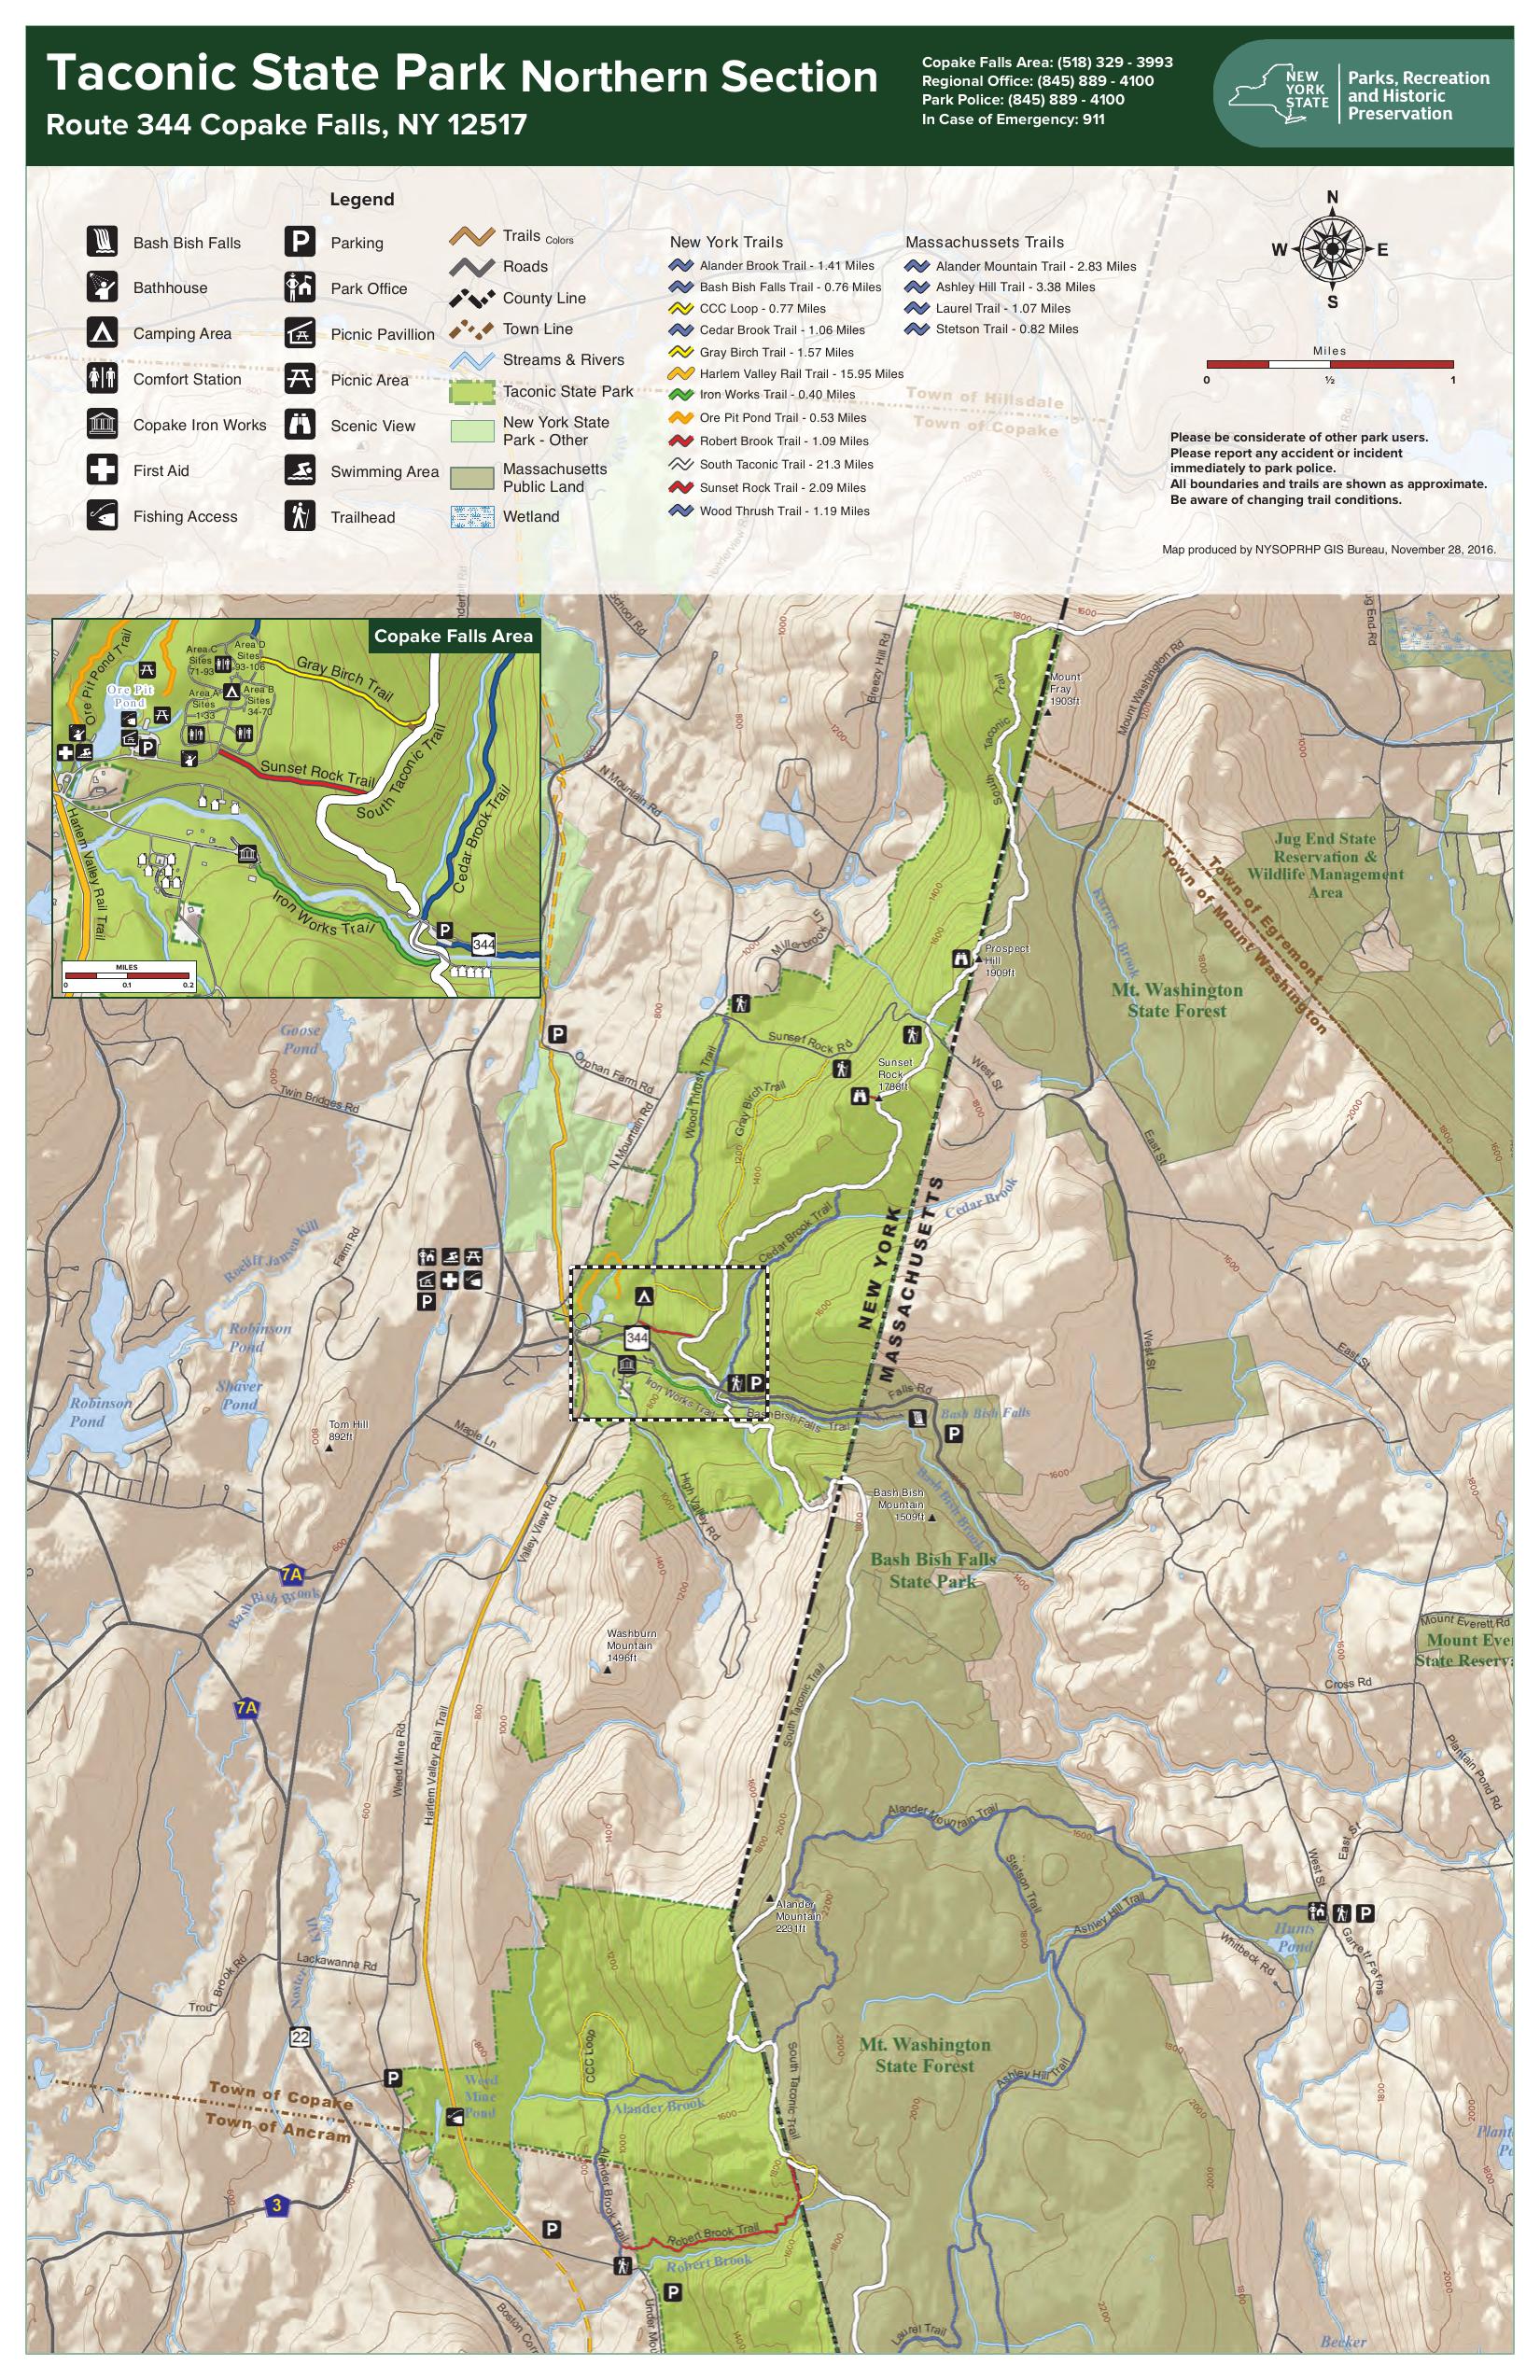 Taconic State Park Northern Section
Route 344 Copake Falls, NY 12517
Copake Falls Area: (518) 329 - 3993
Regional Office: (845) 889 - 4100
Park Police: (845) 889 - 4100
In Case of Emergency: 911
NEW
YORK
STATE
Parks, Recreation
and Historic
Preservation
Legend
Bash Bish Falls
Bathhouse
Camping Area
Comfort Station
Copake Iron Works
First Aid
Fishing Access
Parking
Park Office
Picnic Pavillion
Picnic Area
Scenic View
Swimming Area
Trailhead
Trails Colors
Roads
County Line
Town Line
Streams & Rivers
Taconic State Park
New York State
Park - Other
Massachusetts
Public Land
Wetland
New York Trails
Alander Brook Trail - 1.41 Miles
Bash Bish Falls Trail - 0.76 Miles
CCC Loop - 0.77 Miles
Cedar Brook Trail - 1.06 Miles
Gray Birch Trail - 1.57 Miles
Harlem Valley Rail Trail - 15.95 Miles
Iron Works Trail - 0.40 Miles
Ore Pit Pond Trail - 0.53 Miles
Robert Brook Trail - 1.09 Miles
South Taconic Trail - 21.3 Miles
Sunset Rock Trail - 2.09 Miles
Wood Thrush Trail - 1.19 Miles
Massachussets Trails
Alander Mountain Trail - 2.83 Miles
Ashley Hill Trail - 3.38 Miles
Laurel Trail - 1.07 Miles
Stetson Trail - 0.82 Miles
Town of Hillsdale
Town of Copake
N
W
E
S
Miles
0
½
1
Please be considerate of other park users.
Please report any accident or incident
immediately to park police.
All boundaries and trails are shown as approximate.
Be aware of changing trail conditions.
Map produced by NYSOPRHP GIS Bureau, November 28, 2016.
Copake Falls Area
Ore Pit Pond Trail
Ore Pit
Pond
Area C
Sites
71-93
Area D
Sites
93-106
Area A
Sites
1-33
Area B
Sites
34-70
Gray Birch Trail
Sunset Rock Trail
South Taconic Trail
Cedar Brook Trail
Harlem Valley Rail Trail
Iron Works Trail
P
P
344
MILES
0
0.1
0.2
School Rd
N Mountain Rd
Breezy Hill Rd
Mount Washington Rd
Jug End Rd
Mount
Fray
1903ft
South Taconic Trail
Jug End State
Reservation &
Wildlife Management
Area
Town of Egremont
Town of Mount Washington
Karner Brook
Mt. Washington
State Forest
Millerbrook Ln
Prospect
Hill
1909ft
Sunset Rock Rd
Sunset
Rock
1788ft
West St
East St
Goose
Pond
Twin Bridges Rd
Orphan Farm Rd
N Mountain Rd
Wood Thrush Trail
Gray Birch Trail
Cedar Brook Trail
Cedar Brook
NEW YORK
MASSACHUSETTS
Roeliff Jansen Kill
Farm Rd
Robinson
Pond
Shaver
Pond
Robinson
Pond
Tom Hill
892ft
Maple Ln
344
Iron Works Trail
Bash Bish Falls Trail
Falls Rd
Bash Bish Falls
West St
East St
High Valley Rd
Valley View Rd
Bash Bish
Mountain
1509ft
Bash Bish Brook
Bash Bish Falls
State Park
7A
Bash Bish Brook
7A
Washburn
Mountain
1496ft
Mount Everett Rd
Mount Eve
State Reserv
Cross Rd
Plantain Pond Rd
Weed Mine Rd
Harlem Valley Rail Trail
South Taconic Trail
Alander Mountain Trail
Stetson Trail
Ashley Hill Trail
Alander
Mountain
2231ft
West St
East St
Hunts
Pond
Whitbeck Rd
Garrett Farms
Lackawanna Rd
Trout Brook Rd
22
CCC Loop
Mt. Washington
State Forest
Ashley Hill Trail
Weed
Mine
Pond
Town of Copake
Town of Ancram
Alander Brook
South Taconic Trail
Alander Brook Trail
3
Robert Brook Trail
Robert Brook
Boston Corn
Under Mou
Laurel Trail
Becker